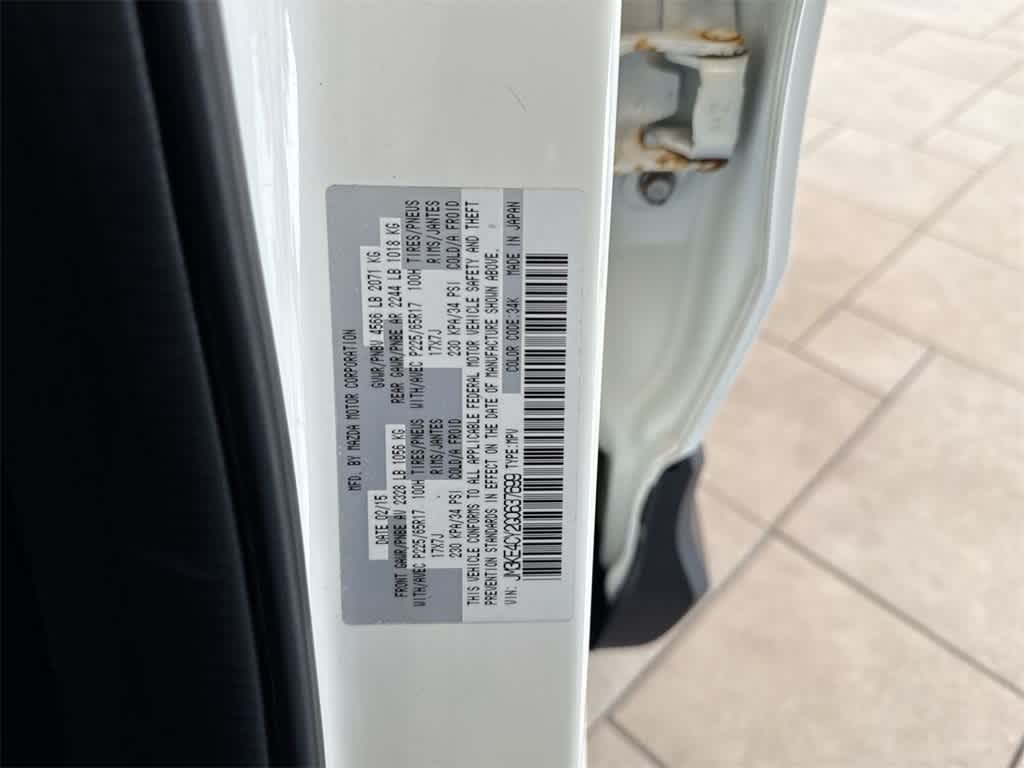 MFD. BY MAZDA MOTOR CORPORATION
DATE 02/15 GVWR/PNBV 4566 LB 2071 KG
FRONT GAWR/PNBE AV 2328 LB 1056 KG REAR GAWR/PNBE AR 2244 LB 1018 KG
WITH/AVEC P225/65R17 100H TIRES/PNEUS WITH/AVEC P225/65R17 100H TIRES/PNEUS
17X7J RIMS/JANTES 17X7J RIMS/JANTES
230 KPA/34 PSI COLD/A FROID 230 KPA/34 PSI COLD/A FROID
THIS VEHICLE CONFORMS TO ALL APPLICABLE FEDERAL MOTOR VEHICLE SAFETY AND THEFT
PREVENTION STANDARDS IN EFFECT ON THE DATE OF MANUFACTURE SHOWN ABOVE.
VIN: JM3KE4CY2G0637699 TYPE:MPV COLOR CODE:34K MADE IN JAPAN